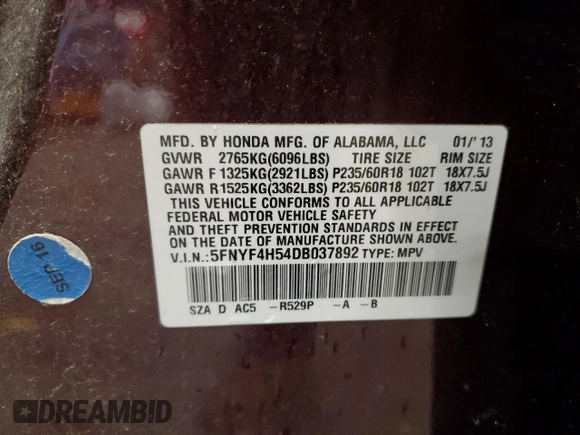 MFD. BY HONDA MFG. OF ALABAMA, LLC 01/'13
GVWR 2765KG(6096LBS) TIRE SIZE RIM SIZE
GAWR F 1325KG(2921LBS) P235/60R18 102T 18X7.5J
GAWR R1525KG(3362LBS) P235/60R18 102T 18X7.5J
THIS VEHICLE CONFORMS TO ALL APPLICABLE
FEDERAL MOTOR VEHICLE SAFETY
AND THEFT PREVENTION STANDARDS IN EFFECT
ON THE DATE OF MANUFACTURE SHOWN ABOVE.
V.I.N.:5FNYF4H54DB037892 TYPE: MPV
SZA D AC5 -R529P -A -B
SEP 16
DREAMBID